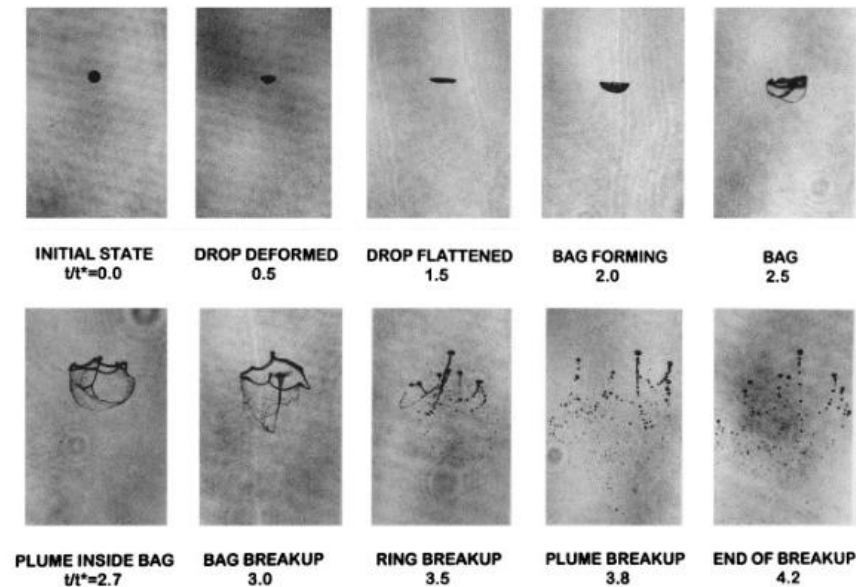 INITIAL STATE
t/t*=0.0
DROP DEFORMED
0.5
DROP FLATTENED
1.5
BAG FORMING
2.0
BAG
2.5
PLUME INSIDE BAG
t/t*=2.7
BAG BREAKUP
3.0
RING BREAKUP
3.5
PLUME BREAKUP
3.8
END OF BREAKUP
4.2